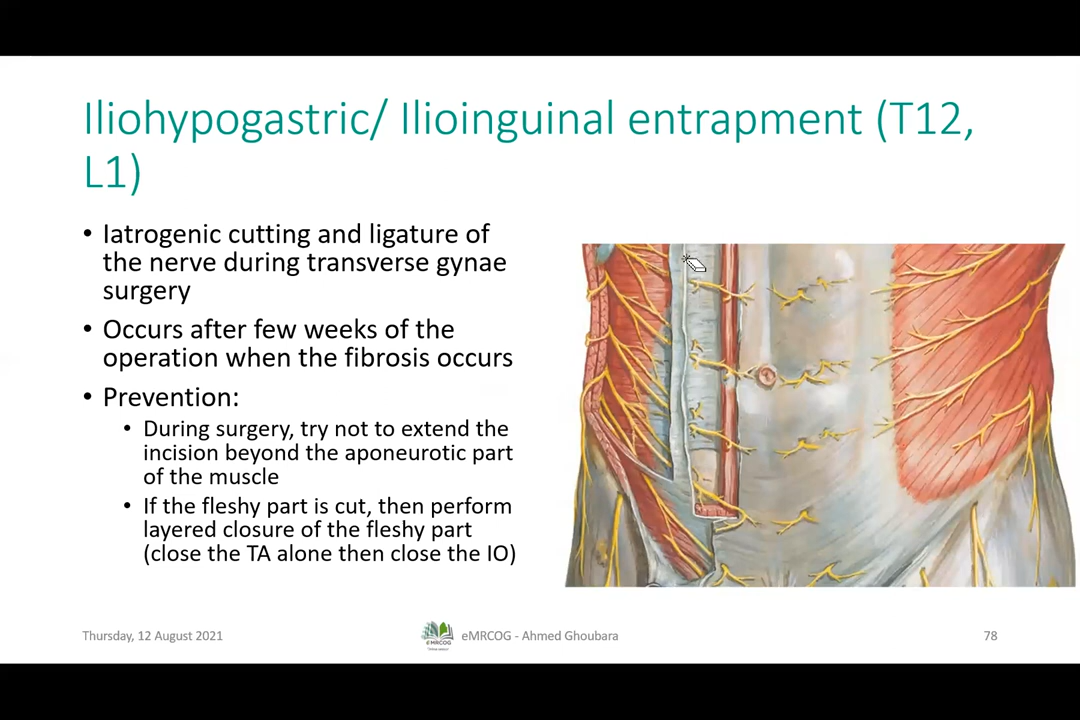 Iliohypogastric/ Ilioinguinal entrapment (T12,
L1)
• Iatrogenic cutting and ligature of
the nerve during transverse gynae
surgery
• Occurs after few weeks of the
operation when the fibrosis occurs
• Prevention:
• During surgery, try not to extend the
incision beyond the aponeurotic part
of the muscle
• If the fleshy part is cut, then perform
layered closure of the fleshy part
(close the TA alone then close the IO)
Thursday, 12 August 2021
eMRCOG
eMRCOG - Ahmed Ghoubara
78